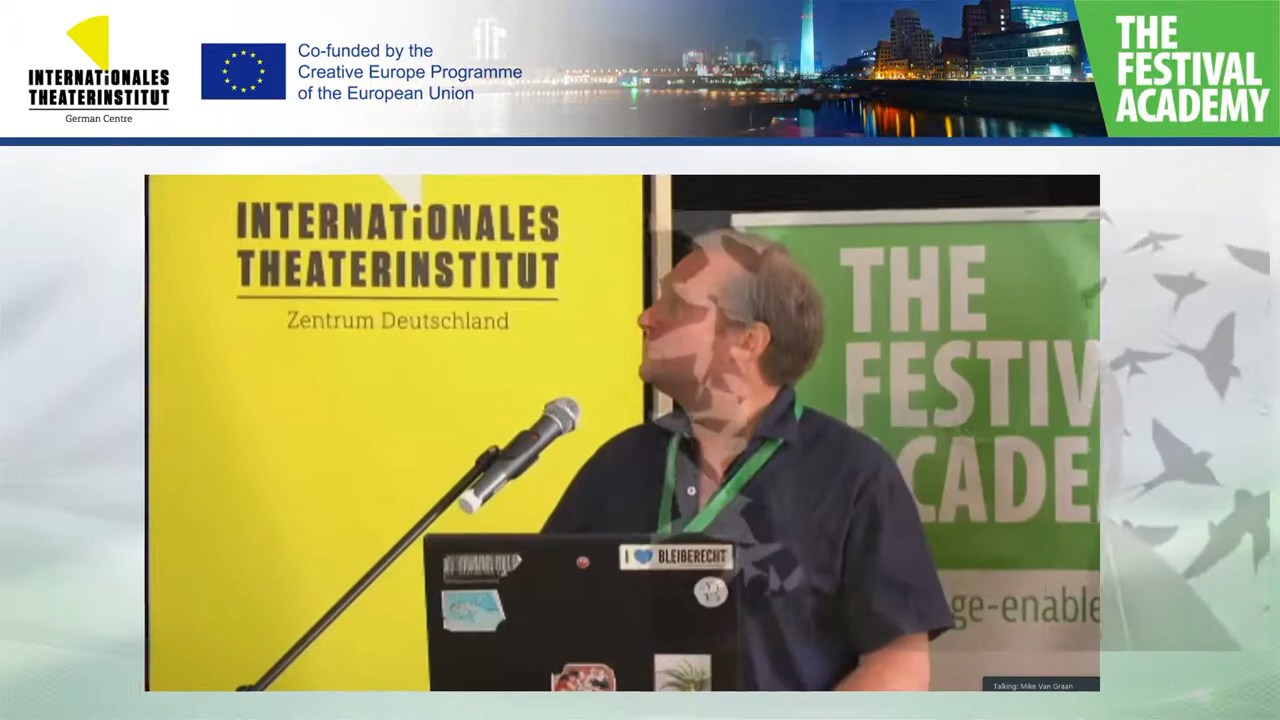 INTERNATiONALES
THEATERINSTITUT
German Centre
Co-funded by the
Creative Europe Programme
of the European Union
THE
FESTIVAL
ACADEMY
INTERNATiONALES
THEATERINSTITUT
Zentrum Deutschland
THE
FESTIV
CADE
ge-enable
I BLEIBERECHT
Talking: Mike Van Graan